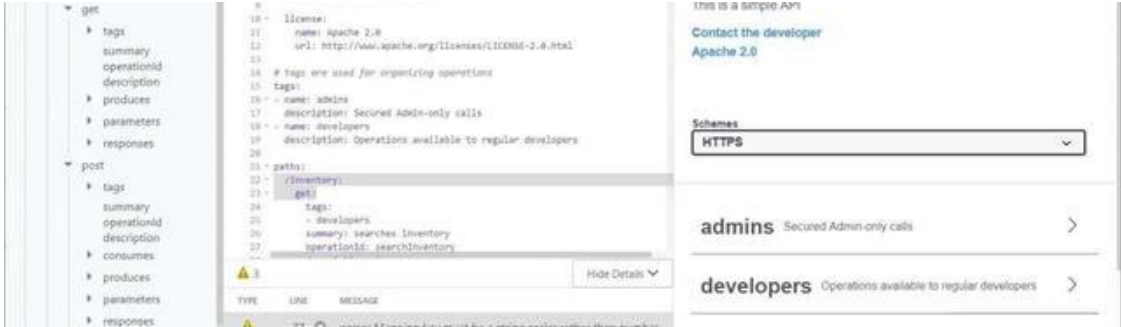 get
tags
summary
operationId
description
produces
parameters
responses
post
tags
summary
operationId
description
consumes
produces
parameters
responses
9
10 license:
11 name: Apache 2.0
12 url: http://www.apache.org/licenses/LICENSE-2.0.html
13
14 # tags are used for organizing operations
15 tags:
16 - name: admins
17 description: Secured Admin-only calls
18 - name: developers
19 description: Operations available to regular developers
20
21 paths:
22 /inventory:
23 get:
24 tags:
25 - developers
26 summary: searches inventory
27 operationId: searchInventory
3
Hide Details
TYPE LINE MESSAGE
This is a simple API
Contact the developer
Apache 2.0
Schemes
HTTPS
admins Secured Admin-only calls
developers Operations available to regular developers